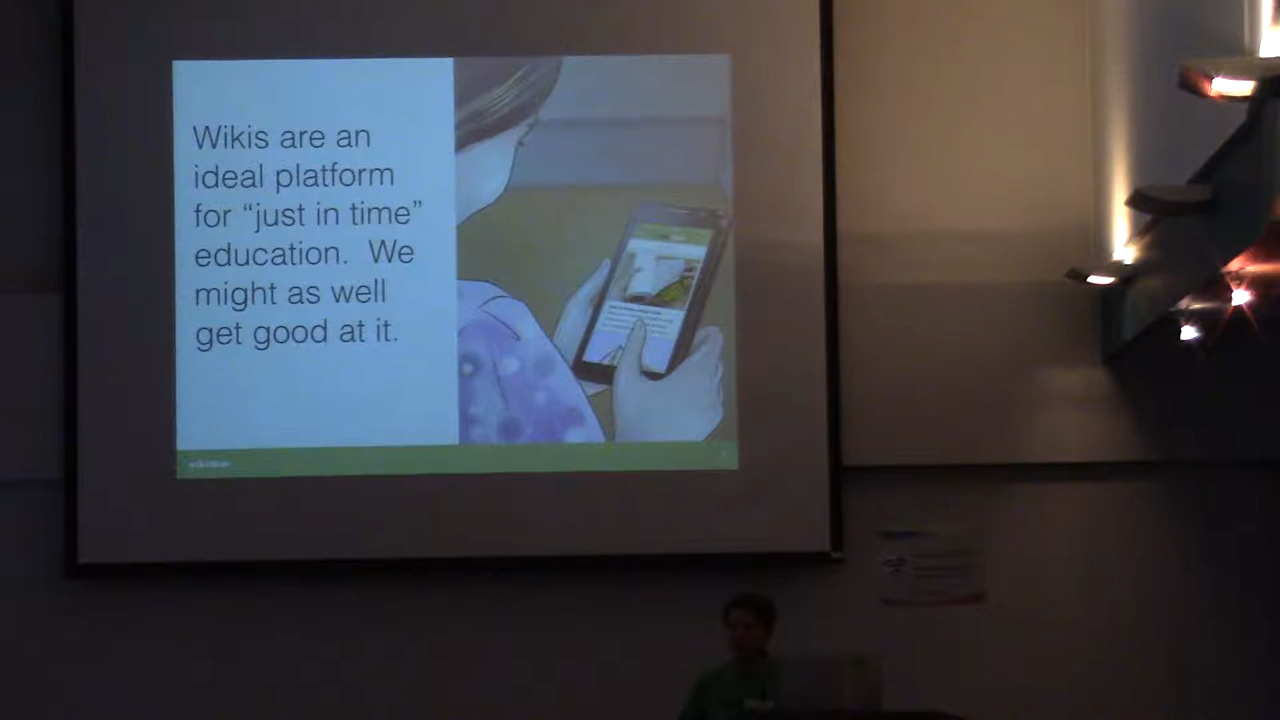 Wikis are an
ideal platform
for “just in time”
education. We
might as well
get good at it.